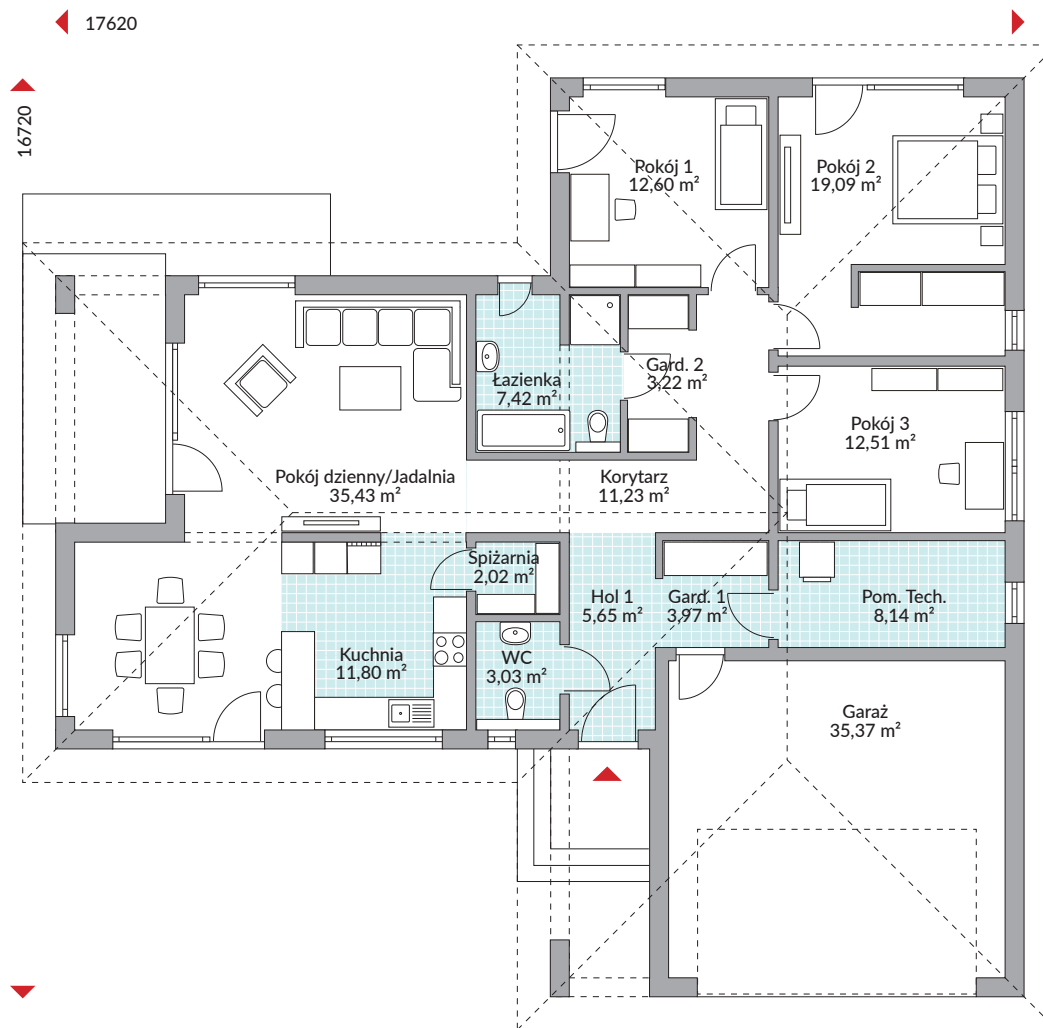 17620
16720
Pokój 1
12,60 m²
Pokój 2
19,09 m²
Gard. 2
3,22 m²
Łazienka
7,42 m²
Pokój 3
12,51 m²
Pokój dzienny/Jadalnia
35,43 m²
Korytarz
11,23 m²
Spiżarnia
2,02 m²
Hol 1
5,65 m²
Gard. 1
3,97 m²
Pom. Tech.
8,14 m²
Kuchnia
11,80 m²
WC
3,03 m²
Garaż
35,37 m²